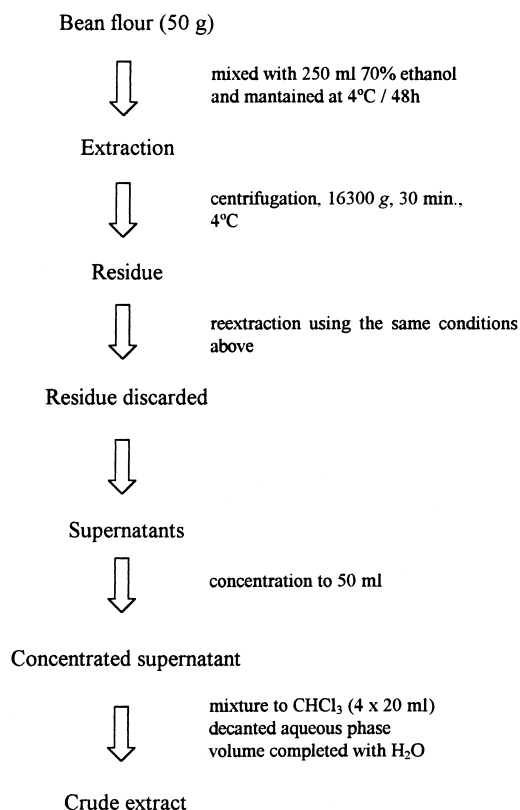 Bean flour (50 g)
mixed with 250 ml 70% ethanol
and mantained at 4ºC / 48h
Extraction
centrifugation, 16300 g, 30 min.,
4ºC
Residue
reextraction using the same conditions
above
Residue discarded
Supernatants
concentration to 50 ml
Concentrated supernatant
mixture to CHCl₃ (4 x 20 ml)
decanted aqueous phase
volume completed with H₂O
Crude extract